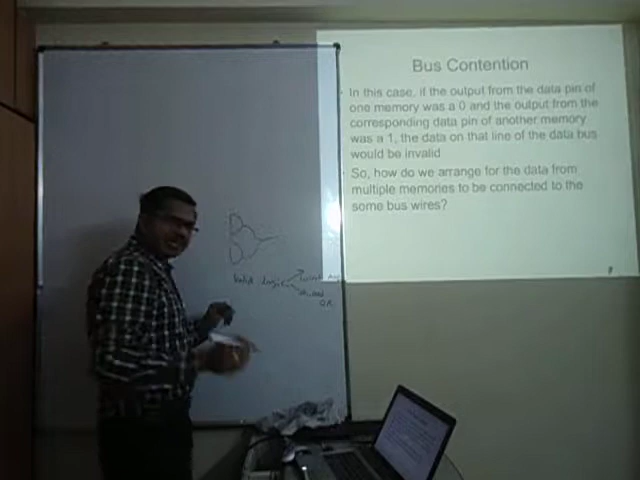 Bus Contention
In this case, if the output from the data pin of
one memory was a 0 and the output from the
corresponding data pin of another memory
was a 1, the data on that line of the data bus
would be invalid
So, how do we arrange for the data from
multiple memories to be connected to the
some bus wires?
Logic
OR